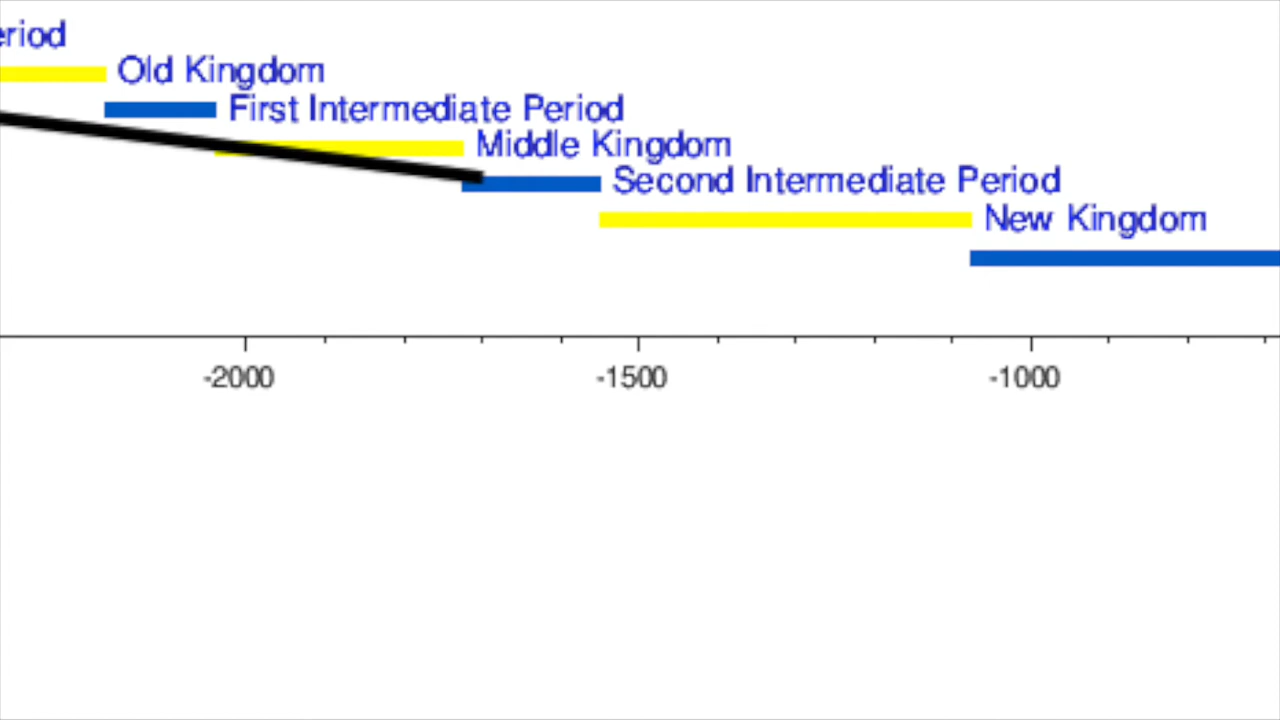 eriod
Old Kingdom
First Intermediate Period
Middle Kingdom
Second Intermediate Period
New Kingdom
-2000 -1500 -1000